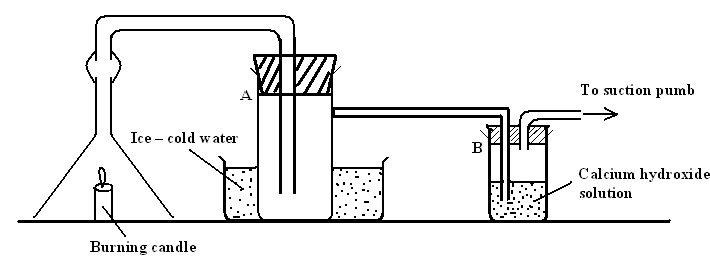 To suction pumb
A
Ice – cold water
B
Calcium hydroxide
solution
Burning candle